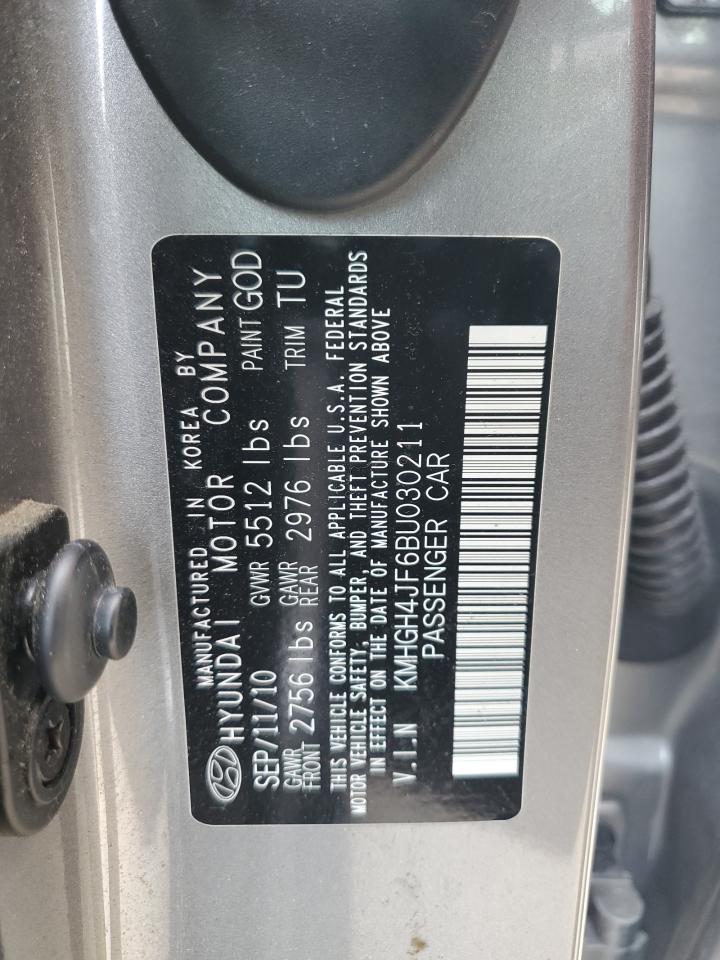 MANUFACTURED IN KOREA BY
HYUNDAI MOTOR COMPANY
SEP/11/10 GVWR 5512 lbs PAINT GOD
GAWR FRONT 2756 lbs GAWR REAR 2976 lbs TRIM TU
THIS VEHICLE CONFORMS TO ALL APPLICABLE U.S.A. FEDERAL
MOTOR VEHICLE SAFETY, BUMPER, AND THEFT PREVENTION STANDARDS
IN EFFECT ON THE DATE OF MANUFACTURE SHOWN ABOVE
V.I.N KMHGH4JF6BU030211
PASSENGER CAR